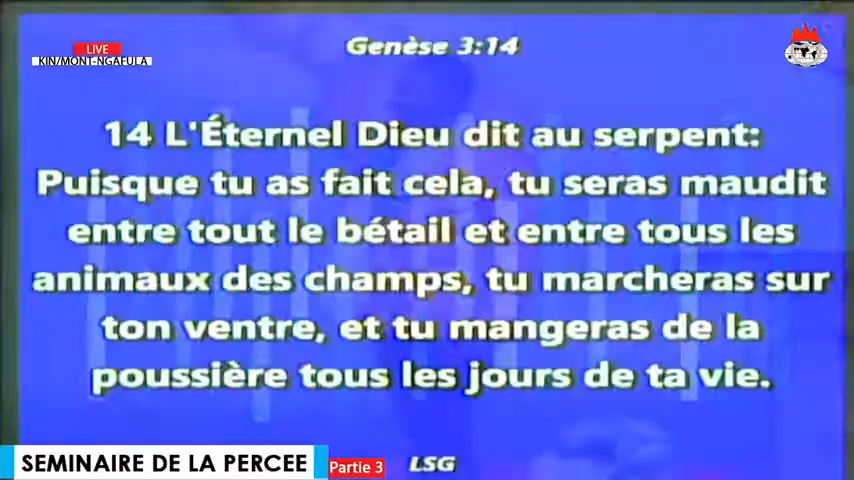 LIVE
KIN/MONT-NGAFULA
Genèse 3:14
14 L'Éternel Dieu dit au serpent:
Puisque tu as fait cela, tu seras maudit
entre tout le bétail et entre tous les
animaux des champs, tu marcheras sur
ton ventre, et tu mangeras de la
poussière tous les jours de ta vie.
SEMINAIRE DE LA PERCEE
Partie 3
LSG